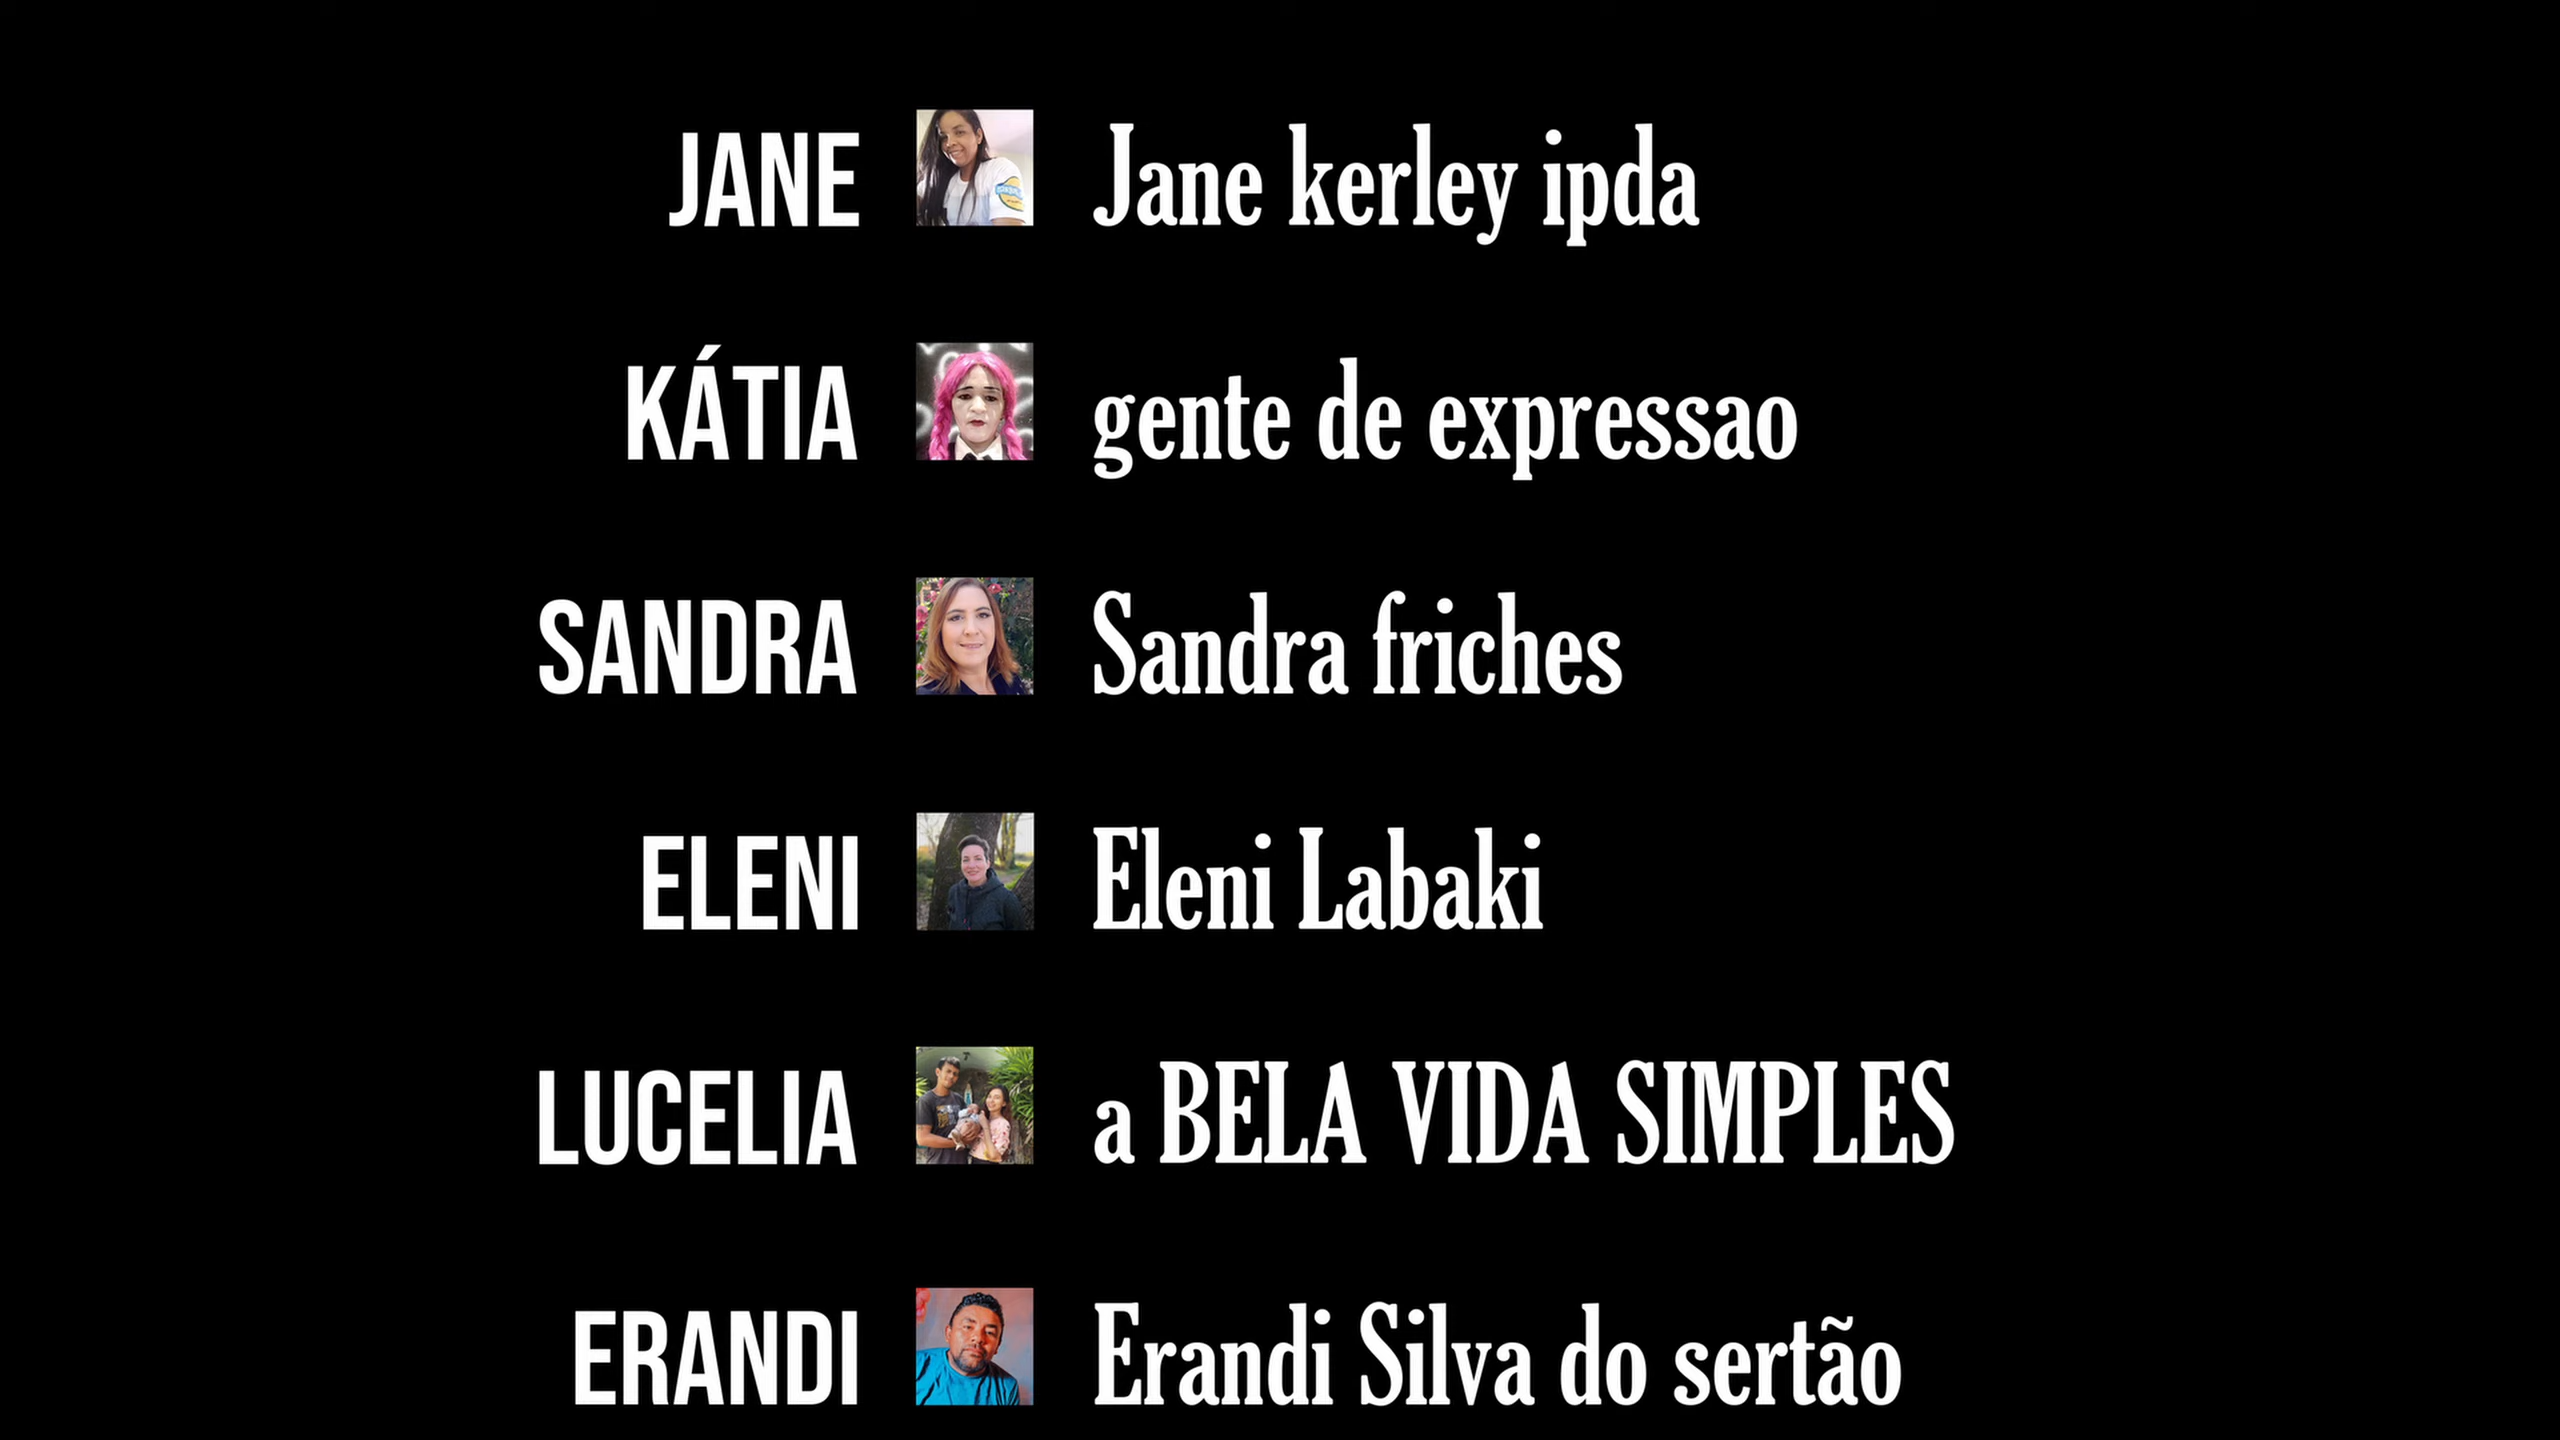 JANE Jane kerley ipda
KÁTIA gente de expressao
SANDRA Sandra friches
ELENI Eleni Labaki
LUCELIA a BELA VIDA SIMPLES
ERANDI Erandi Silva do sertão